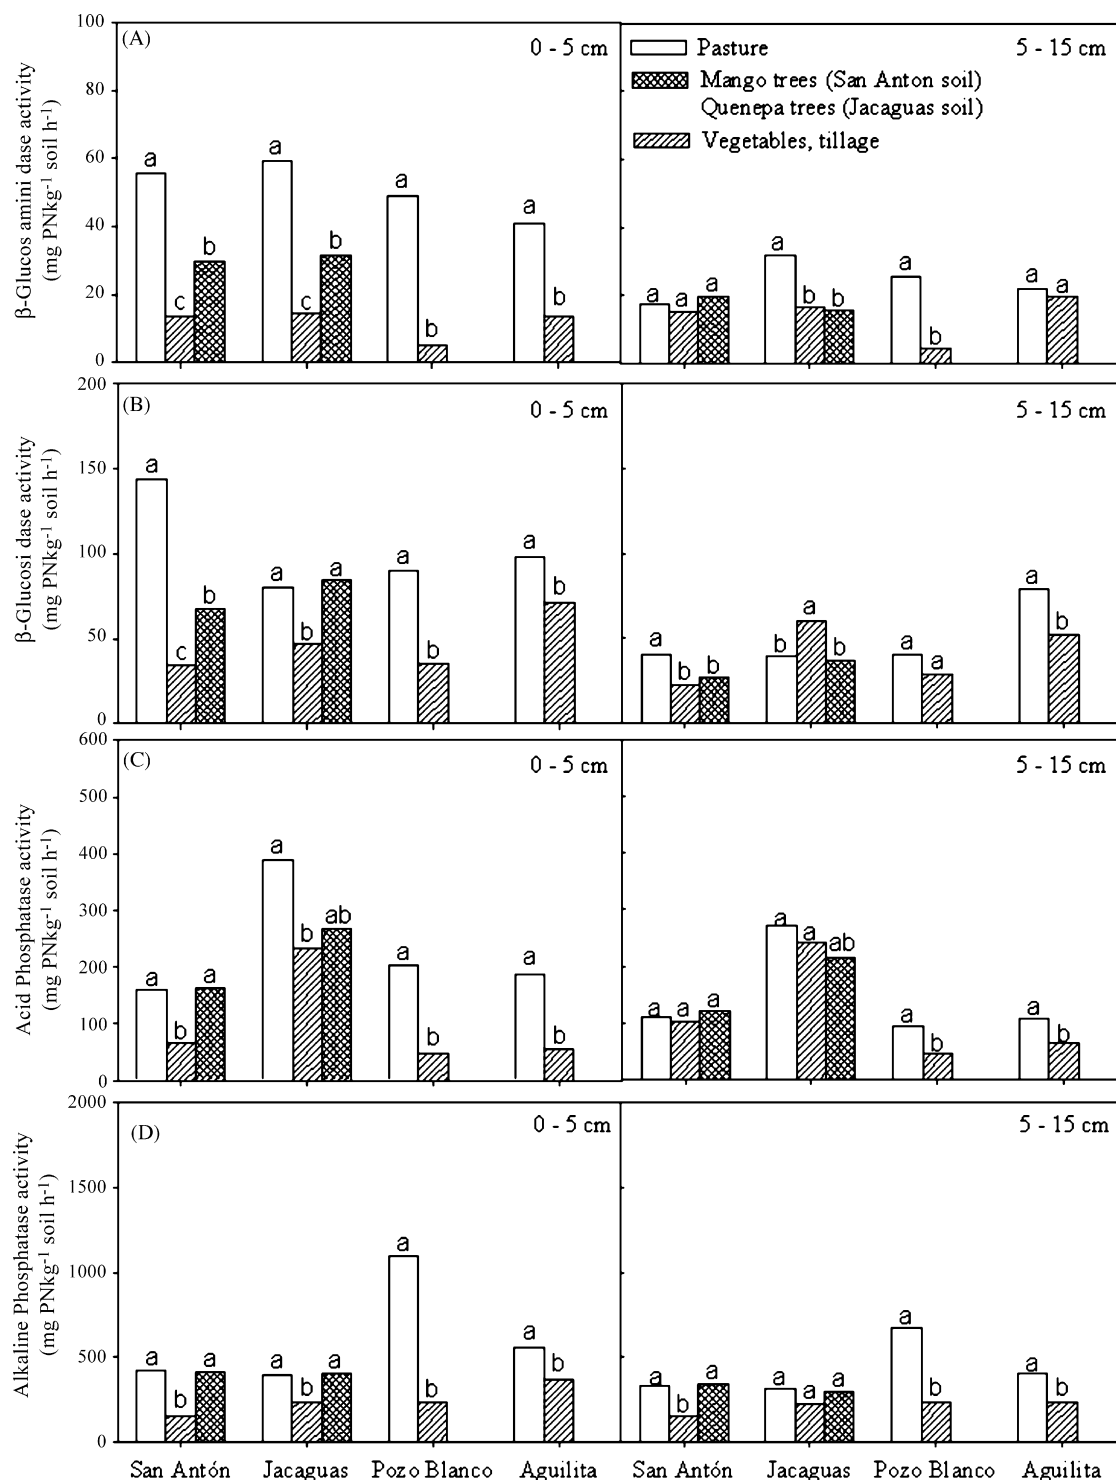 (A)
0 - 5 cm
5 - 15 cm
Pasture
Mango trees (San Anton soil)
Quenepa trees (Jacaguas soil)
Vegetables, tillage
β-Glucos amini dase activity
(mg PNkg-1 soil h-1)
100
80
60
40
20
0
a c b
a c b
a b
a b
a a a
a b b
a b
a a
(B)
0 - 5 cm
5 - 15 cm
β-Glucosi dase activity
(mg PNkg-1 soil h-1)
200
150
100
50
0
a c b
a b a
a b
a b
a b b
b a b
a a
a b
(C)
0 - 5 cm
5 - 15 cm
Acid Phosphatase activity
(mg PNkg-1 soil h-1)
600
500
400
300
200
100
0
a b a
a b ab
a b
a b
a a a
a a ab
a b
a b
(D)
0 - 5 cm
5 - 15 cm
Alkaline Phosphatase activity
(mg PNkg-1 soil h-1)
2000
1500
1000
500
0
a b a
a b a
a b
a b
a b a
a a a
a b
a b
San Antón Jacaguas Pozo Blanco Aguilita
San Antón Jacaguas Pozo Blanco Aguilita